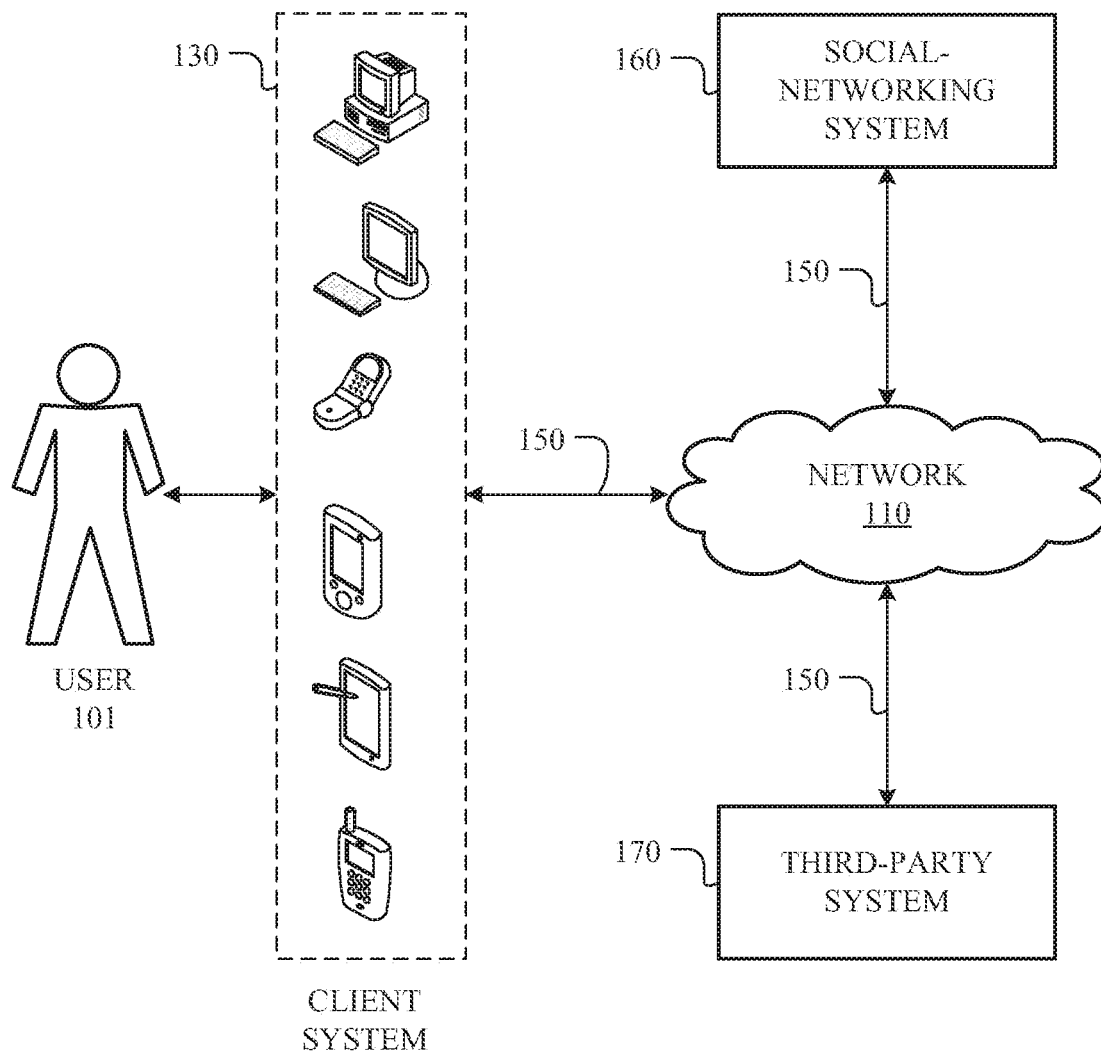 130
160
SOCIAL-
NETWORKING
SYSTEM
150
150
NETWORK
110
USER
101
150
170
THIRD-PARTY
SYSTEM
CLIENT
SYSTEM